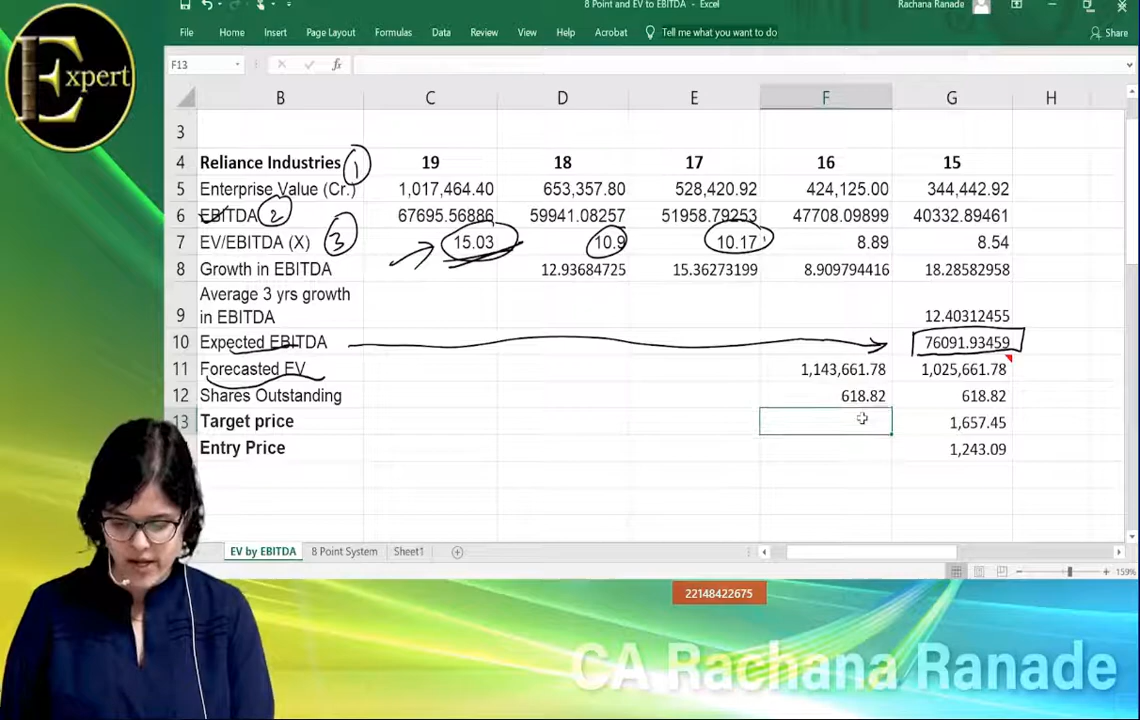 8 Point and EV to EBITDA - Excel
Rachana Ranade
File Home Insert Page Layout Formulas Data Review View Help Acrobat Tell me what you want to do Share
Expert
F13 fx
B C D E F G H
3
4 Reliance Industries 1 19 18 17 16 15
5 Enterprise Value (Cr.) 1,017,464.40 653,357.80 528,420.92 424,125.00 344,442.92
6 EBITDA 2 67695.56886 59941.08257 51958.79253 47708.09899 40332.89461
7 EV/EBITDA (X) 3 15.03 10.9 10.17 8.89 8.54
8 Growth in EBITDA 12.93684725 15.36273199 8.909794416 18.28582958
Average 3 yrs growth
9 in EBITDA 12.40312455
10 Expected EBITDA 76091.93459
11 Forecasted EV 1,143,661.78 1,025,661.78
12 Shares Outstanding 618.82 618.82
13 Target price 1,657.45
Entry Price 1,243.09
EV by EBITDA 8 Point System Sheet1
159%
22148422675
CA Rachana Ranade